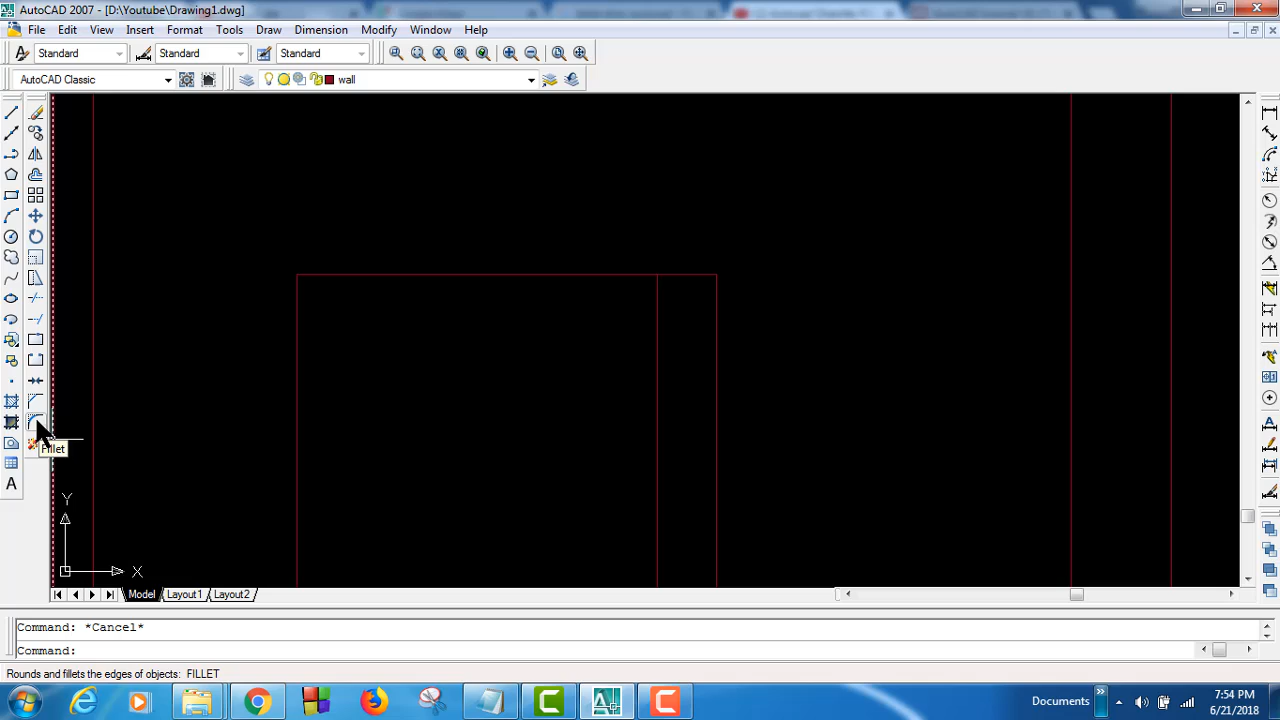 AutoCAD 2007 - [D:\Youtube\Drawing1.dwg]
File Edit View Insert Format Tools Draw Dimension Modify Window Help
Standard Standard Standard
AutoCAD Classic wall
Fillet
A
Y
X
Model Layout1 Layout2
Command: *Cancel*
Command:
Rounds and fillets the edges of objects: FILLET
Documents
7:54 PM
6/21/2018